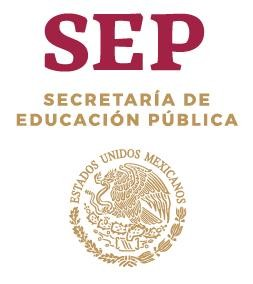 SEP
SECRETARÍA DE
EDUCACIÓN PÚBLICA
ESTADOS UNIDOS MEXICANOS